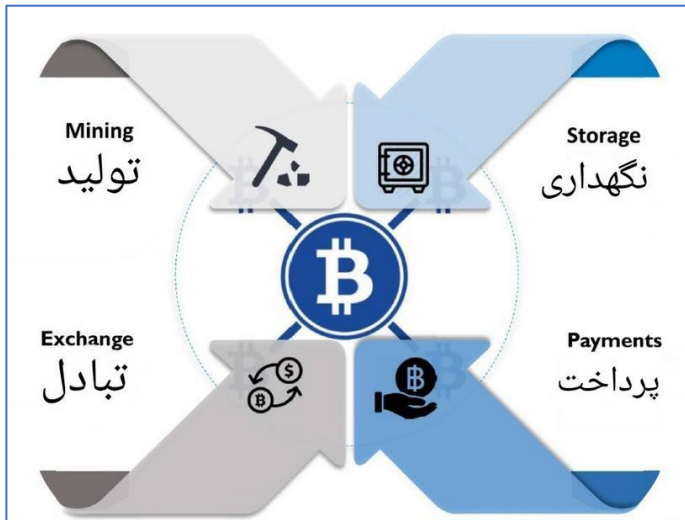 Mining
تولید
Storage
نگهداری
Exchange
تبادل
Payments
پرداخت